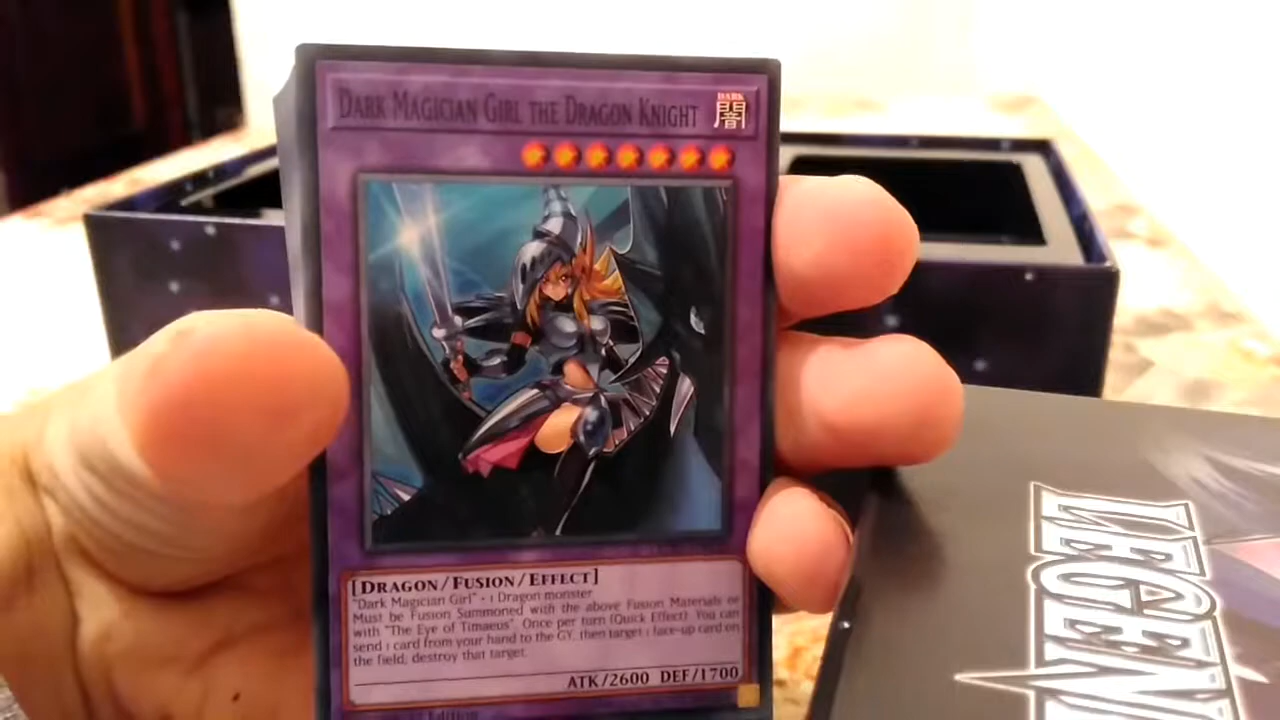 DARK MAGICIAN GIRL THE DRAGON KNIGHT
DARK
闇
[DRAGON/FUSION/EFFECT]
"Dark Magician Girl" + 1 Dragon monster
Must be Fusion Summoned with the above Fusion Materials or
with "The Eye of Timaeus". Once per turn (Quick Effect): You can
send 1 card from your hand to the GY, then target 1 face-up card on
the field; destroy that target.
ATK/2600 DEF/1700
Edition
LEGEN